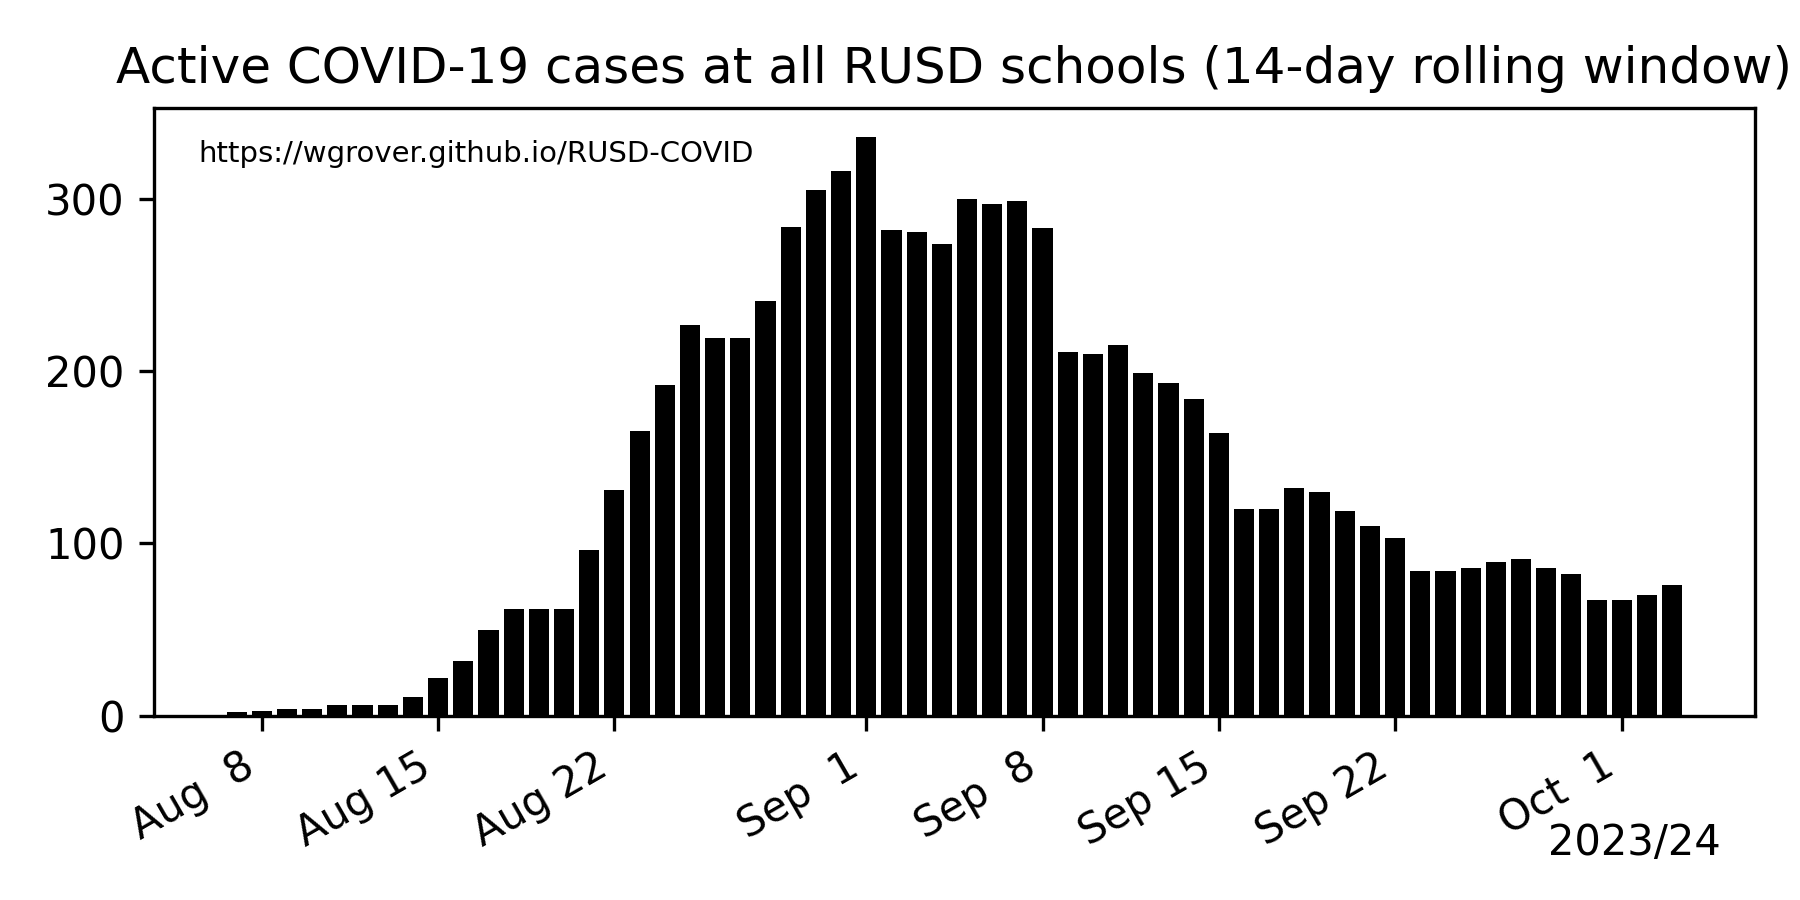 Active COVID-19 cases at all RUSD schools (14-day rolling window)
https://wgrover.github.io/RUSD-COVID
300
200
100
0
Aug 8
Aug 15
Aug 22
Sep 1
Sep 8
Sep 15
Sep 22
Oct 1
2023/24